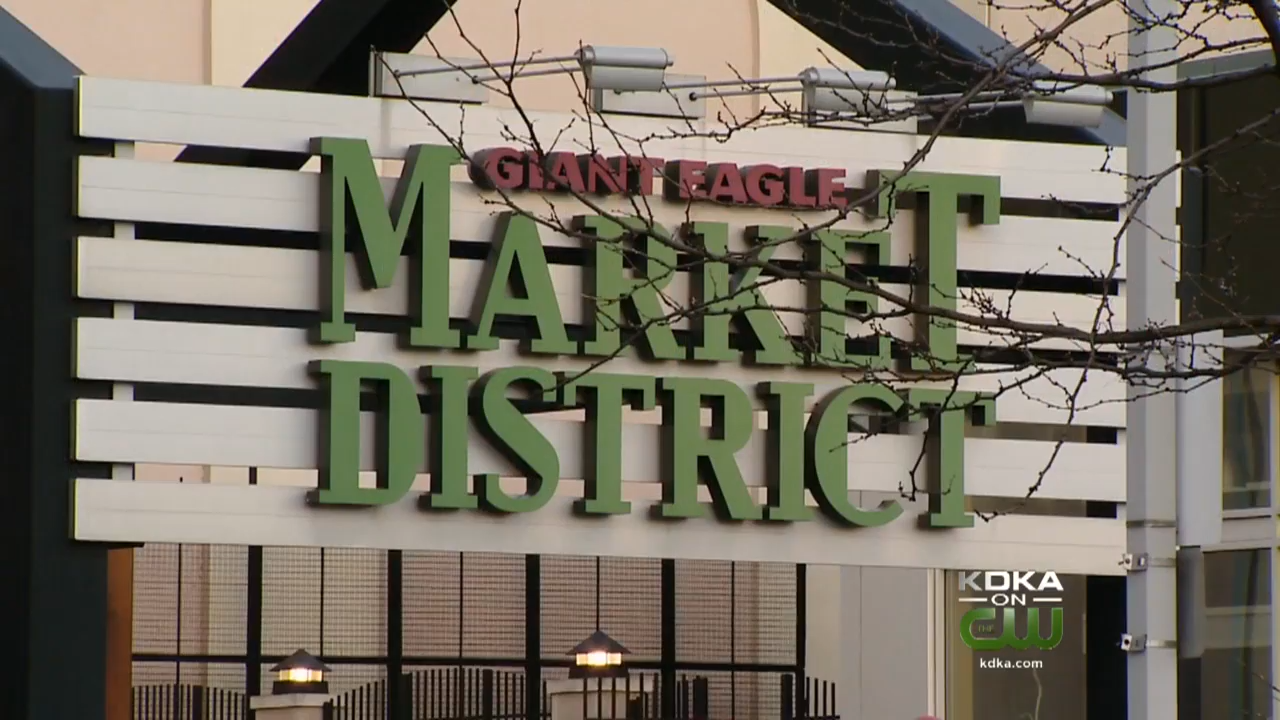 GIANT EAGLE
MARKET
DISTRICT
KDKA
ON
THE CW
kdka.com